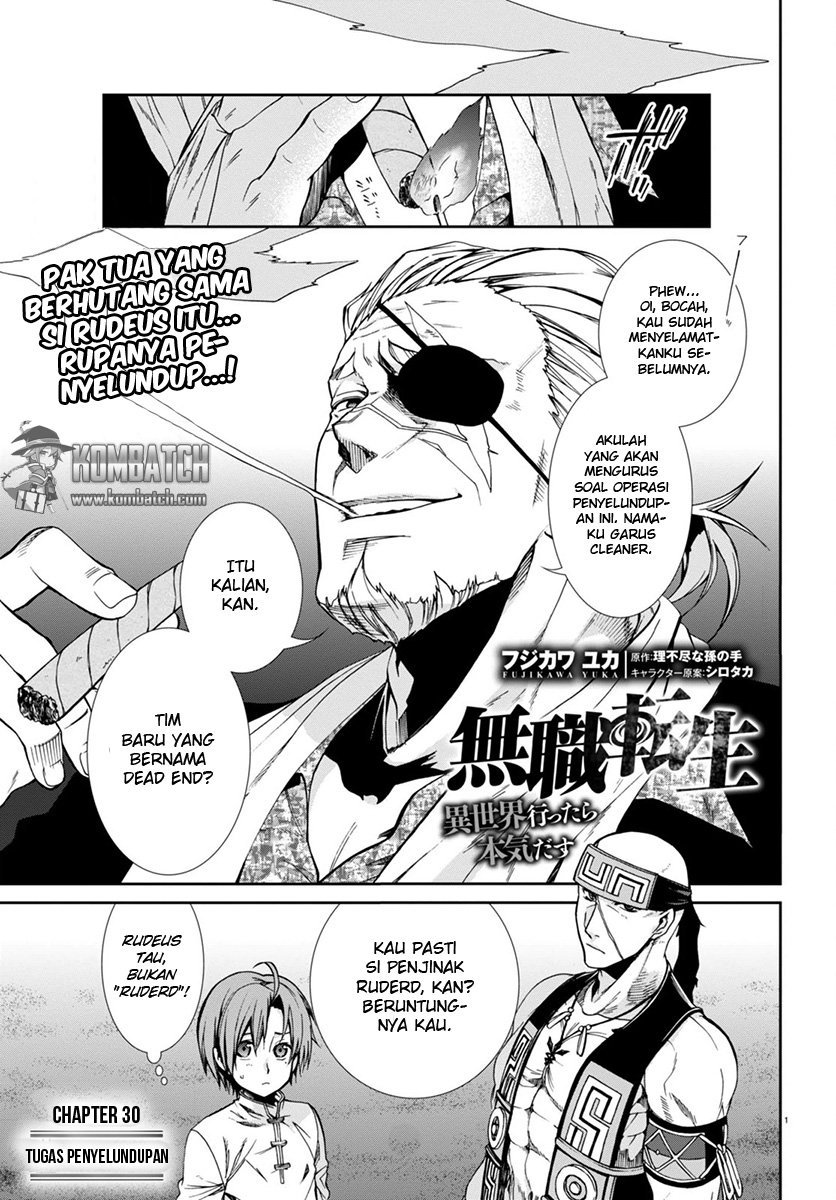 ボッ
PAK TUA YANG
BERHUTANG SAMA
SI RUDEUS ITU...
RUPANYA PE-
NYELUNDUP...!
PHEW...
OI, BOCAH,
KAU SUDAH
MENYELAMAT-
KANKU SE-
BELUMNYA.
AKULAH
YANG AKAN
MENGURUS
SOAL OPERASI
PENYELUNDUP-
AN INI. NAMA-
KU GARUS
CLEANER.
KOMBATCH
www.kombatch.com
ITU
KALIAN,
KAN.
TIM
BARU YANG
BERNAMA
DEAD END?
フジカワ ユカ
FUJIKAWA YUKA
原作:理不尽な孫の手
キャラクター原案:シロタカ
無職転生
異世界行ったら
本気だす
KAU PASTI
SI PENJINAK
RUDERD, KAN?
BERUNTUNG-
NYA KAU.
RUDEUS
TAU,
BUKAN
"RUDERD"!
CHAPTER 30
TUGAS PENYELUNDUPAN
1